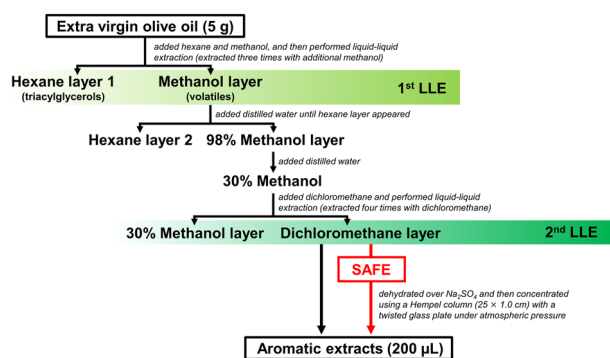 Extra virgin olive oil (5 g)
added hexane and methanol, and then performed liquid-liquid
extraction (extracted three times with additional methanol)
Hexane layer 1 Methanol layer
(triacylglycerols) (volatiles)
1st LLE
added distilled water until hexane layer appeared
Hexane layer 2 98% Methanol layer
added distilled water
30% Methanol
added dichloromethane and performed liquid-liquid
extraction (extracted four times with dichloromethane)
30% Methanol layer Dichloromethane layer 2nd LLE
SAFE
dehydrated over Na2SO4 and then concentrated
using a Hempel column (25 × 1.0 cm) with a
twisted glass plate under atmospheric pressure
Aromatic extracts (200 μL)